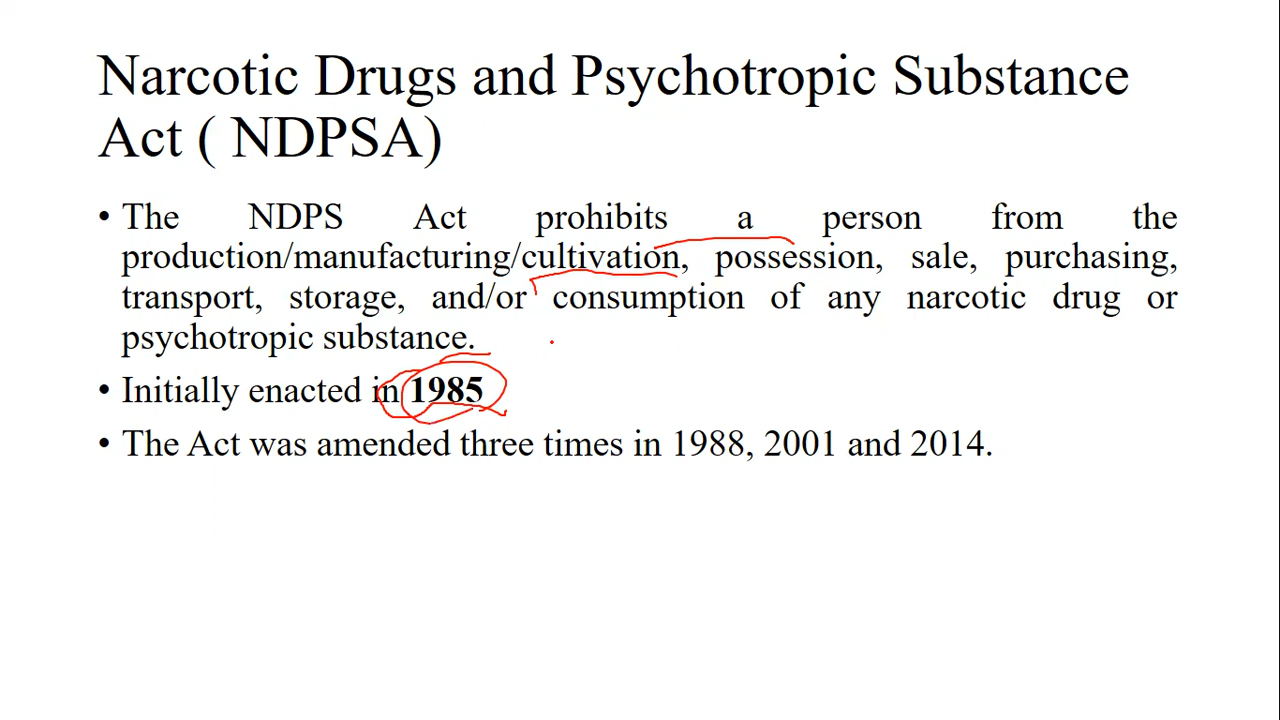 Narcotic Drugs and Psychotropic Substance
Act ( NDPSA)
• The NDPS Act prohibits a person from the
production/manufacturing/cultivation, possession, sale, purchasing,
transport, storage, and/or consumption of any narcotic drug or
psychotropic substance.
• Initially enacted in 1985
• The Act was amended three times in 1988, 2001 and 2014.